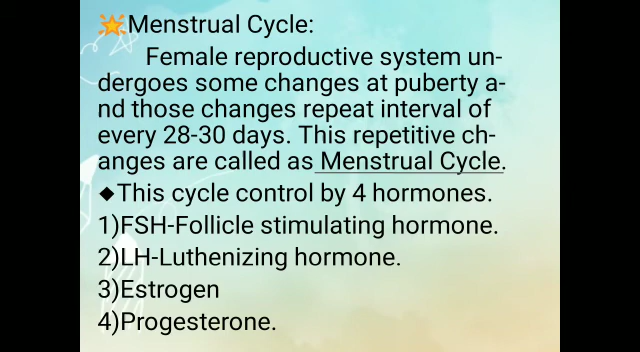 🌟Menstrual Cycle:
Female reproductive system un-
dergoes some changes at puberty a-
nd those changes repeat interval of
every 28-30 days. This repetitive ch-
anges are called as Menstrual Cycle.
◆This cycle control by 4 hormones.
1)FSH-Follicle stimulating hormone.
2)LH-Luthenizing hormone.
3)Estrogen
4)Progesterone.